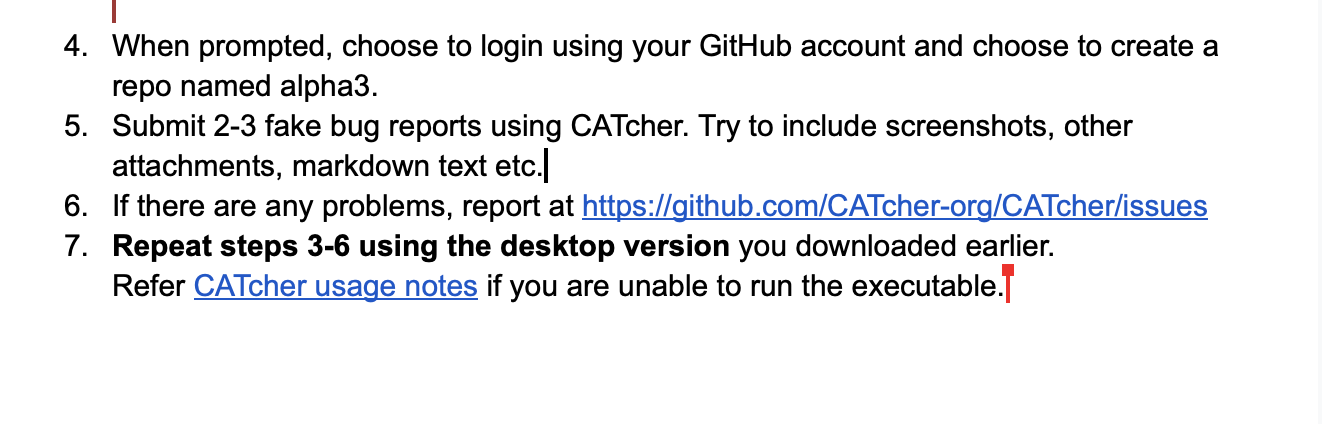 4. When prompted, choose to login using your GitHub account and choose to create a
repo named alpha3.
5. Submit 2-3 fake bug reports using CATcher. Try to include screenshots, other
attachments, markdown text etc.
6. If there are any problems, report at https://github.com/CATcher-org/CATcher/issues
7. Repeat steps 3-6 using the desktop version you downloaded earlier.
Refer CATcher usage notes if you are unable to run the executable.